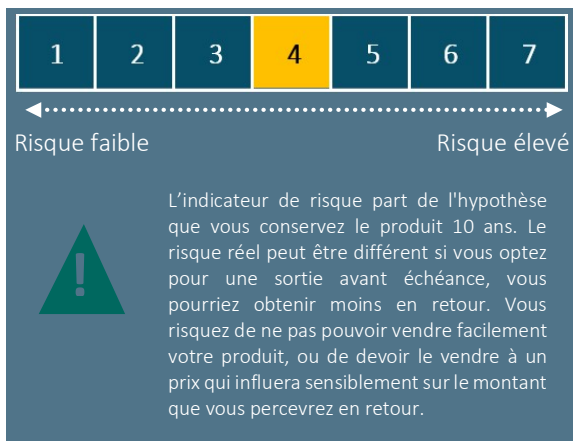 1 2 3 4 5 6 7
Risque faible Risque élevé
L’indicateur de risque part de l'hypothèse
que vous conservez le produit 10 ans. Le
risque réel peut être différent si vous optez
pour une sortie avant échéance, vous
pourriez obtenir moins en retour. Vous
risquez de ne pas pouvoir vendre facilement
votre produit, ou de devoir le vendre à un
prix qui influera sensiblement sur le montant
que vous percevrez en retour.